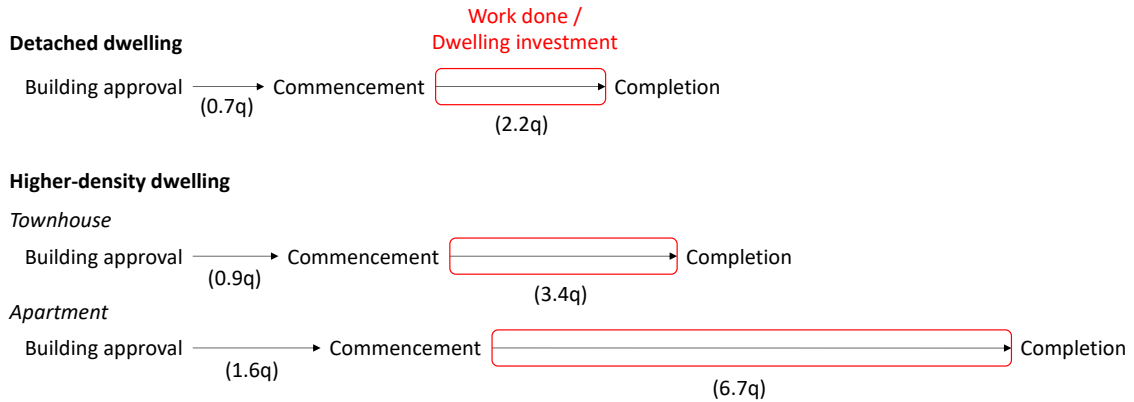 Work done /
Detached dwelling
Dwelling investment
Building approval
Commencement
Completion
(0.7q)
(2.2q)
Higher-density dwelling
Townhouse
Building approval
Commencement
Completion
(0.9q)
(3.4q)
Apartment
Building approval
Commencement
Completion
(1.6q)
(6.7q)